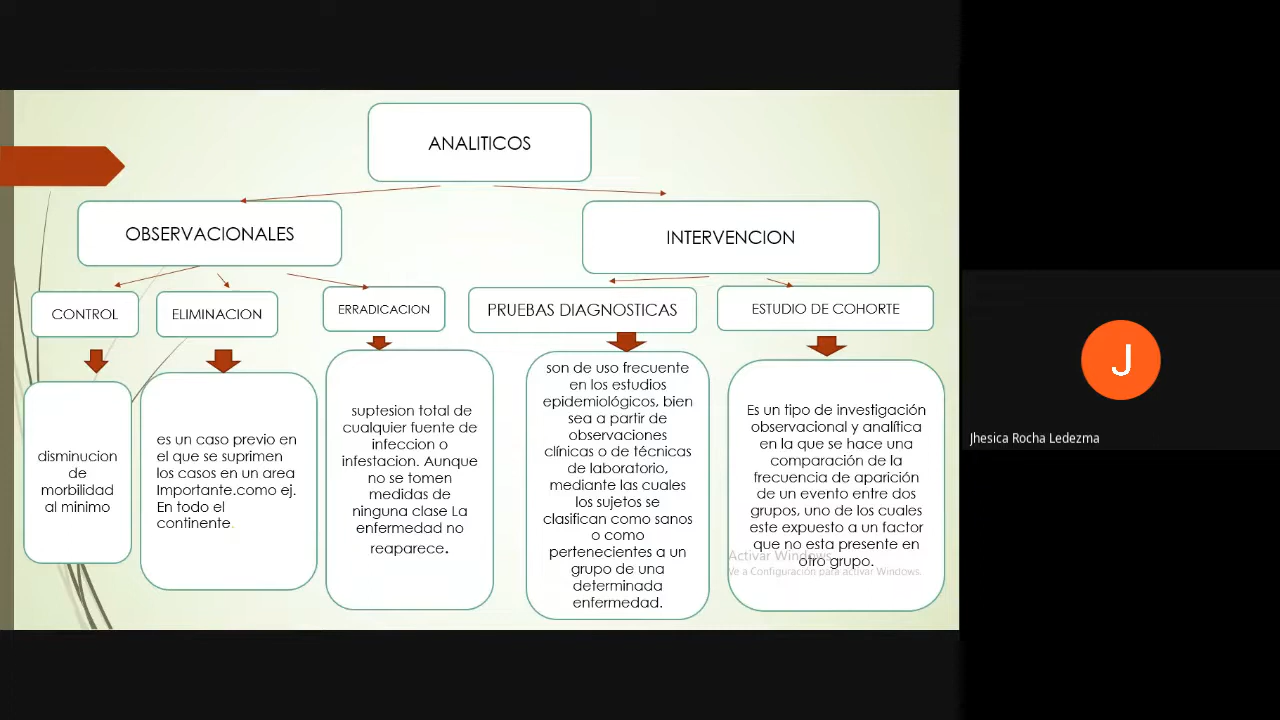 ANALITICOS
OBSERVACIONALES
INTERVENCION
CONTROL
ELIMINACION
ERRADICACION
PRUEBAS DIAGNOSTICAS
ESTUDIO DE COHORTE
disminucion
de
morbilidad
al minimo
es un caso previo en
el que se suprimen
los casos en un area
Importante.como ej.
En todo el
continente.
suptesion total de
cualquier fuente de
infeccion o
infestacion. Aunque
no se tomen
medidas de
ninguna clase La
enfermedad no
reaparece.
son de uso frecuente
en los estudios
epidemiológicos, bien
sea a partir de
observaciones
clínicas o de técnicas
de laboratorio,
mediante las cuales
los sujetos se
clasifican como sanos
o como
pertenecientes a un
grupo de una
determinada
enfermedad.
Es un tipo de investigación
observacional y analítica
en la que se hace una
comparación de la
frecuencia de aparición
de un evento entre dos
grupos, uno de los cuales
este expuesto a un factor
que no esta presente en
otro grupo.
Activar Windows
Ve a Configuración para activar Windows.
J
Jhesica Rocha Ledezma